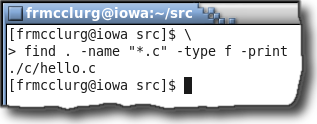 frmcclurg@iowa:~/src
[frmcclurg@iowa src]$ \
> find . -name "*.c" -type f -print
./c/hello.c
[frmcclurg@iowa src]$